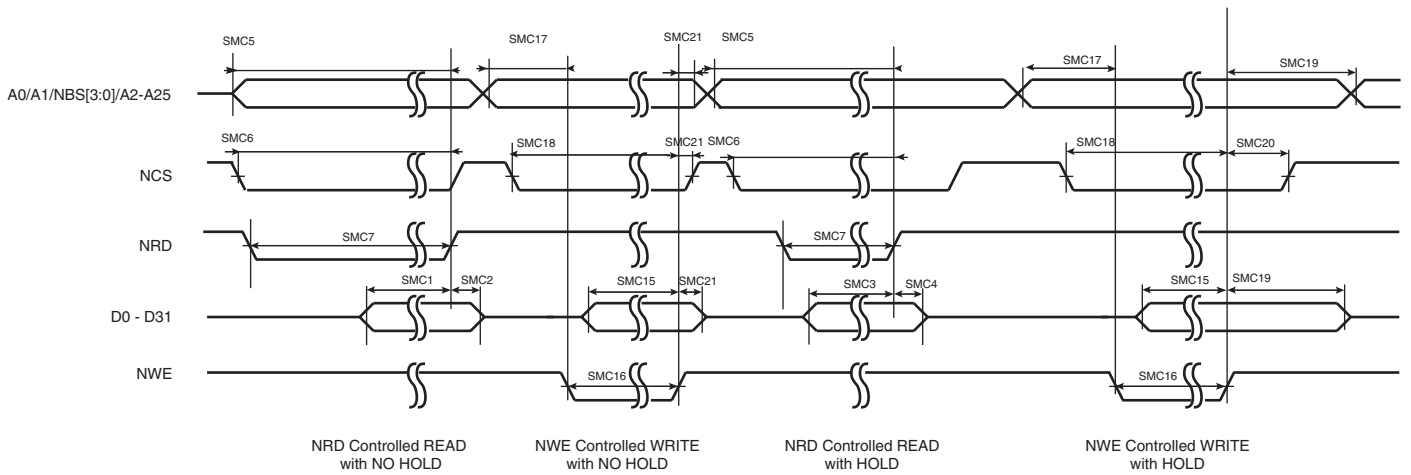 SMC5 SMC17 SMC21 SMC5 SMC17 SMC19
A0/A1/NBS[3:0]/A2-A25
SMC6 SMC18 SMC21 SMC6 SMC18 SMC20
NCS
SMC7 SMC7
NRD
SMC1 SMC2 SMC15 SMC21 SMC3 SMC4 SMC15 SMC19
D0 - D31
NWE
SMC16 SMC16
NRD Controlled READ
with NO HOLD
NWE Controlled WRITE
with NO HOLD
NRD Controlled READ
with HOLD
NWE Controlled WRITE
with HOLD